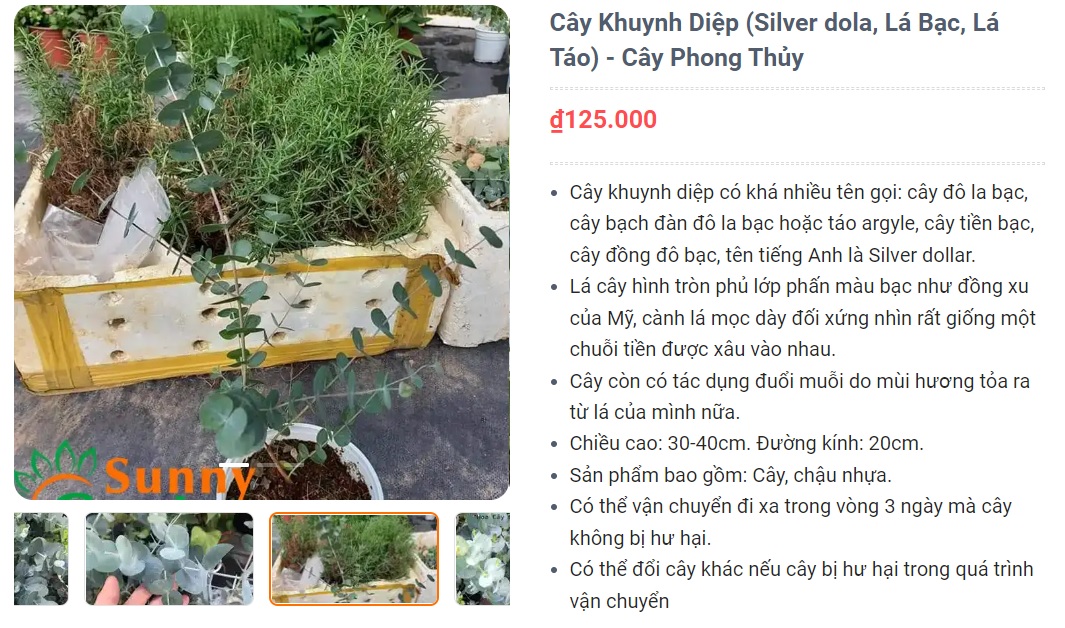 Cây Khuynh Diệp (Silver dola, Lá Bạc, Lá
Táo) - Cây Phong Thủy
₫125.000
Cây khuynh diệp có khá nhiều tên gọi: cây đô la bạc,
cây bạch đàn đô la bạc hoặc táo argyle, cây tiền bạc,
cây đồng đô bạc, tên tiếng Anh là Silver dollar.
Lá cây hình tròn phủ lớp phấn màu bạc như đồng xu
của Mỹ, cành lá mọc dày đối xứng nhìn rất giống một
chuỗi tiền được xâu vào nhau.
Cây còn có tác dụng đuổi muỗi do mùi hương tỏa ra
từ lá của mình nữa.
Chiều cao: 30-40cm. Đường kính: 20cm.
Sản phẩm bao gồm: Cây, chậu nhựa.
Có thể vận chuyển đi xa trong vòng 3 ngày mà cây
không bị hư hại.
Có thể đổi cây khác nếu cây bị hư hại trong quá trình
vận chuyển
Sunny